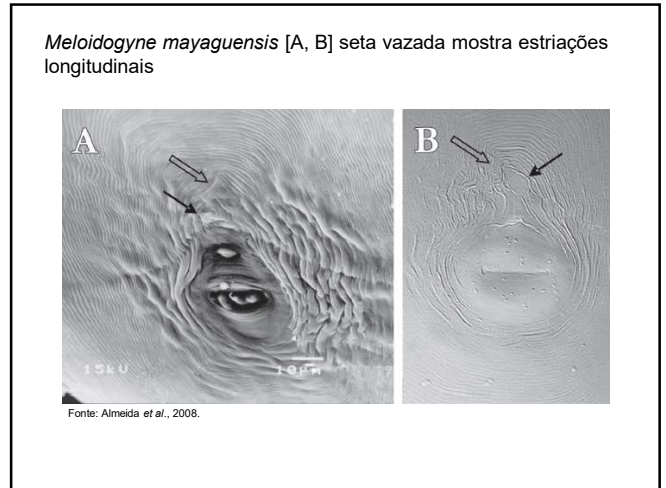 Meloidogyne mayaguensis [A, B] seta vazada mostra estriações
longitudinais
A
B
15kU
10µm
Fonte: Almeida et al., 2008.